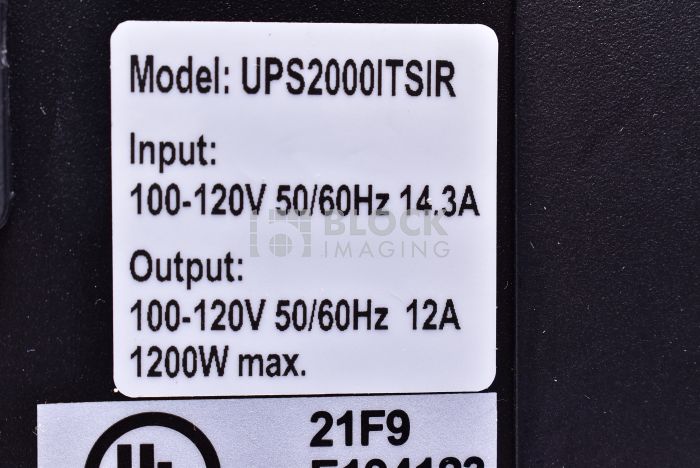 Model: UPS2000ITSIR
Input:
100-120V 50/60Hz 14.3A
BLOCK
IMAGING
Output:
100-120V 50/60Hz 12A
1200W max.
21F9